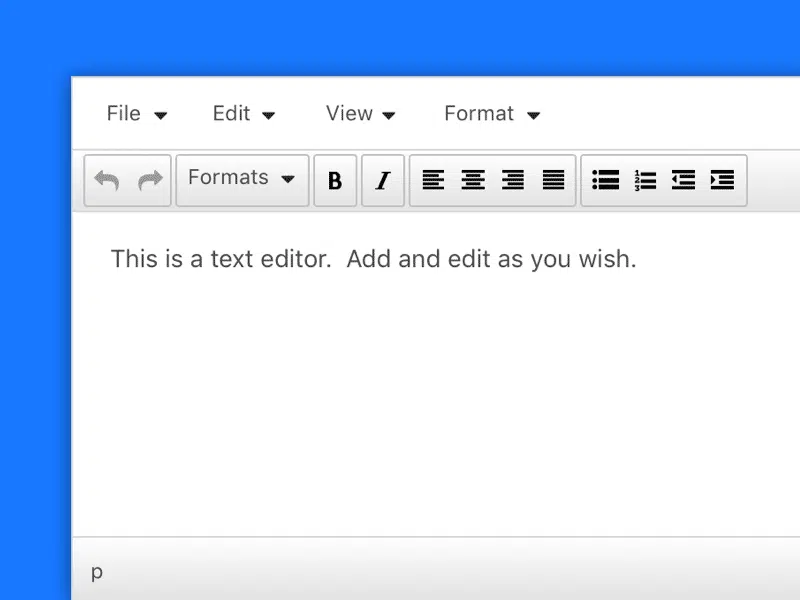 File Edit View Format
Formats B I
This is a text editor.  Add and edit as you wish.
p